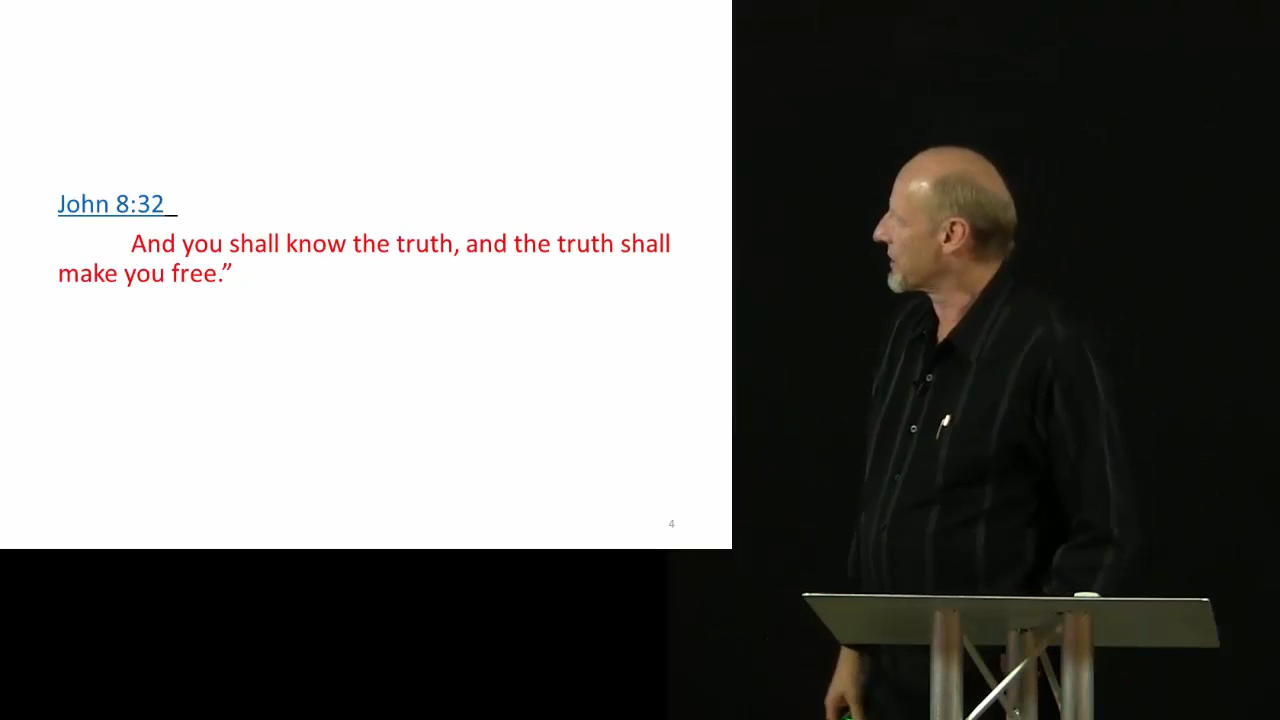 John 8:32
And you shall know the truth, and the truth shall
make you free.”
4